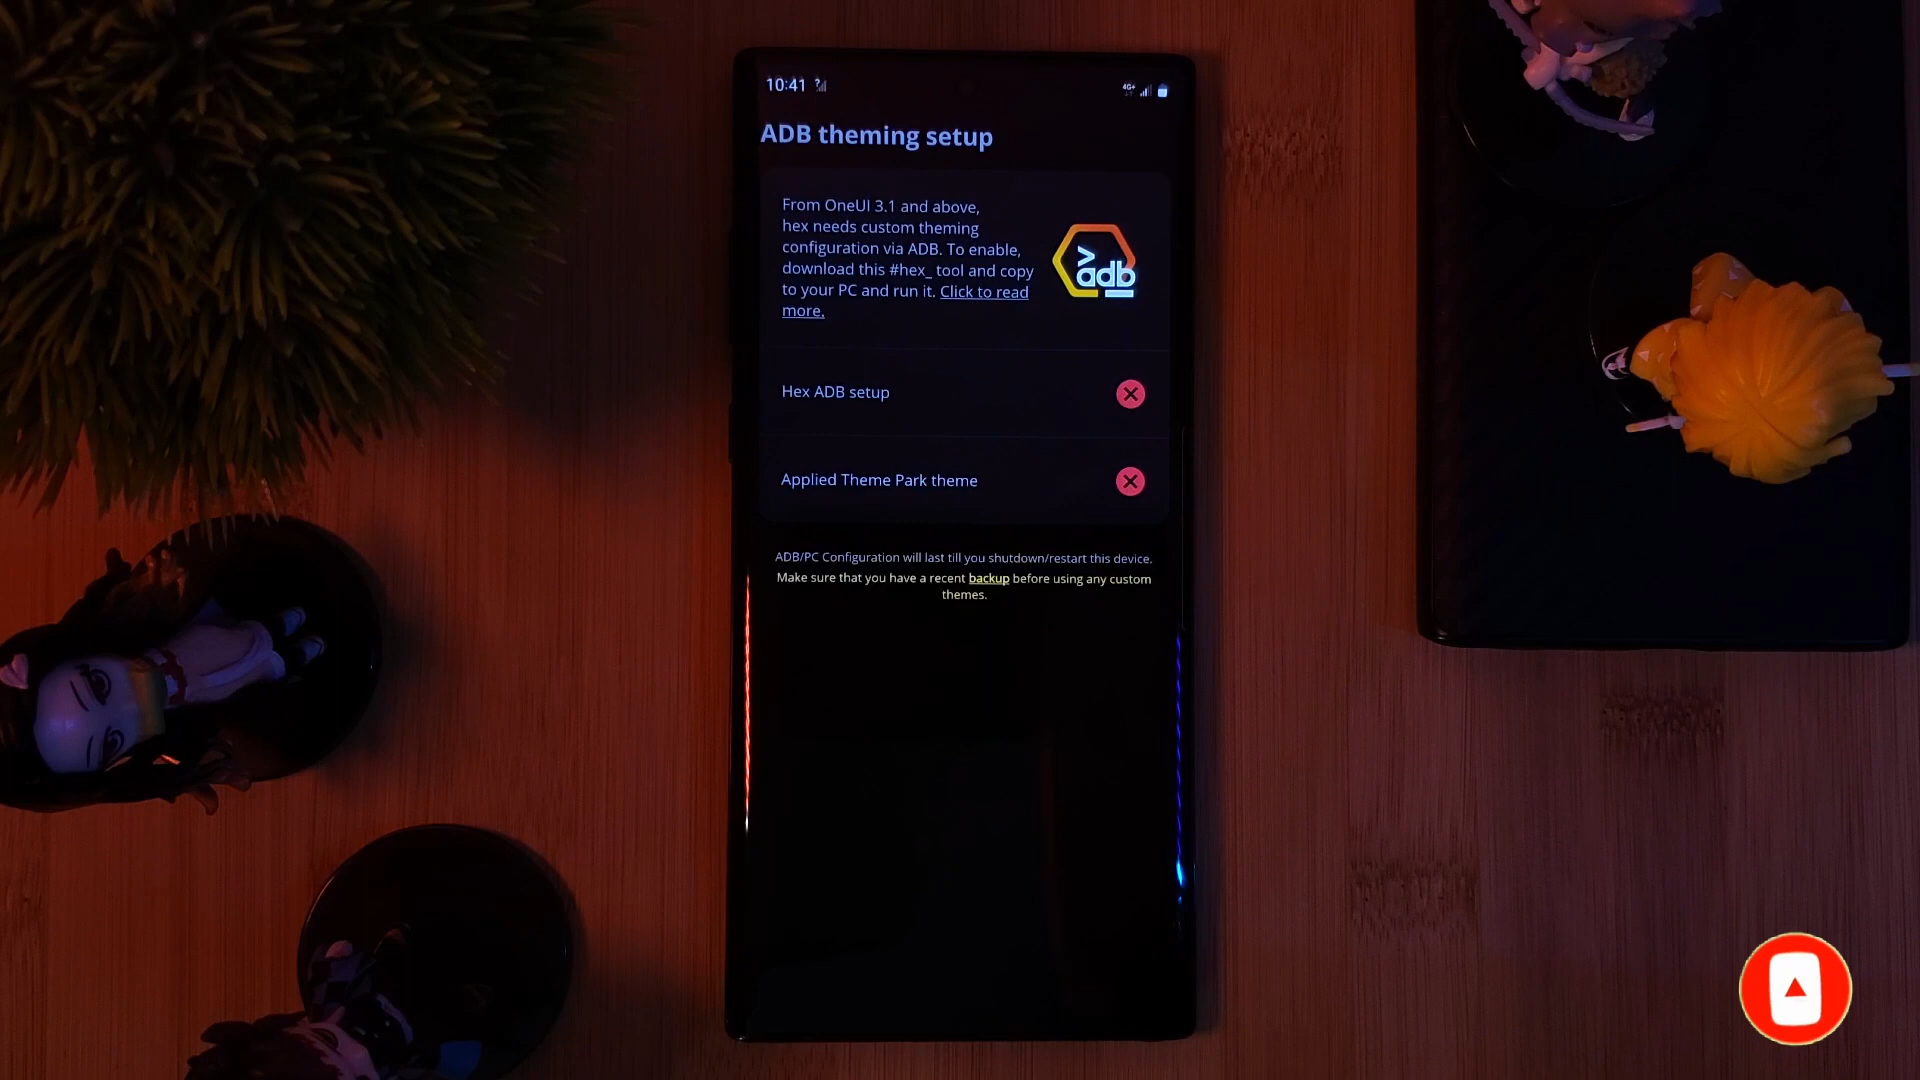 10:41
4G+
ADB theming setup
From OneUI 3.1 and above,
hex needs custom theming
configuration via ADB. To enable,
download this #hex_ tool and copy
to your PC and run it. Click to read
more.
>adb_
Hex ADB setup
Applied Theme Park theme
ADB/PC Configuration will last till you shutdown/restart this device.
Make sure that you have a recent backup before using any custom
themes.